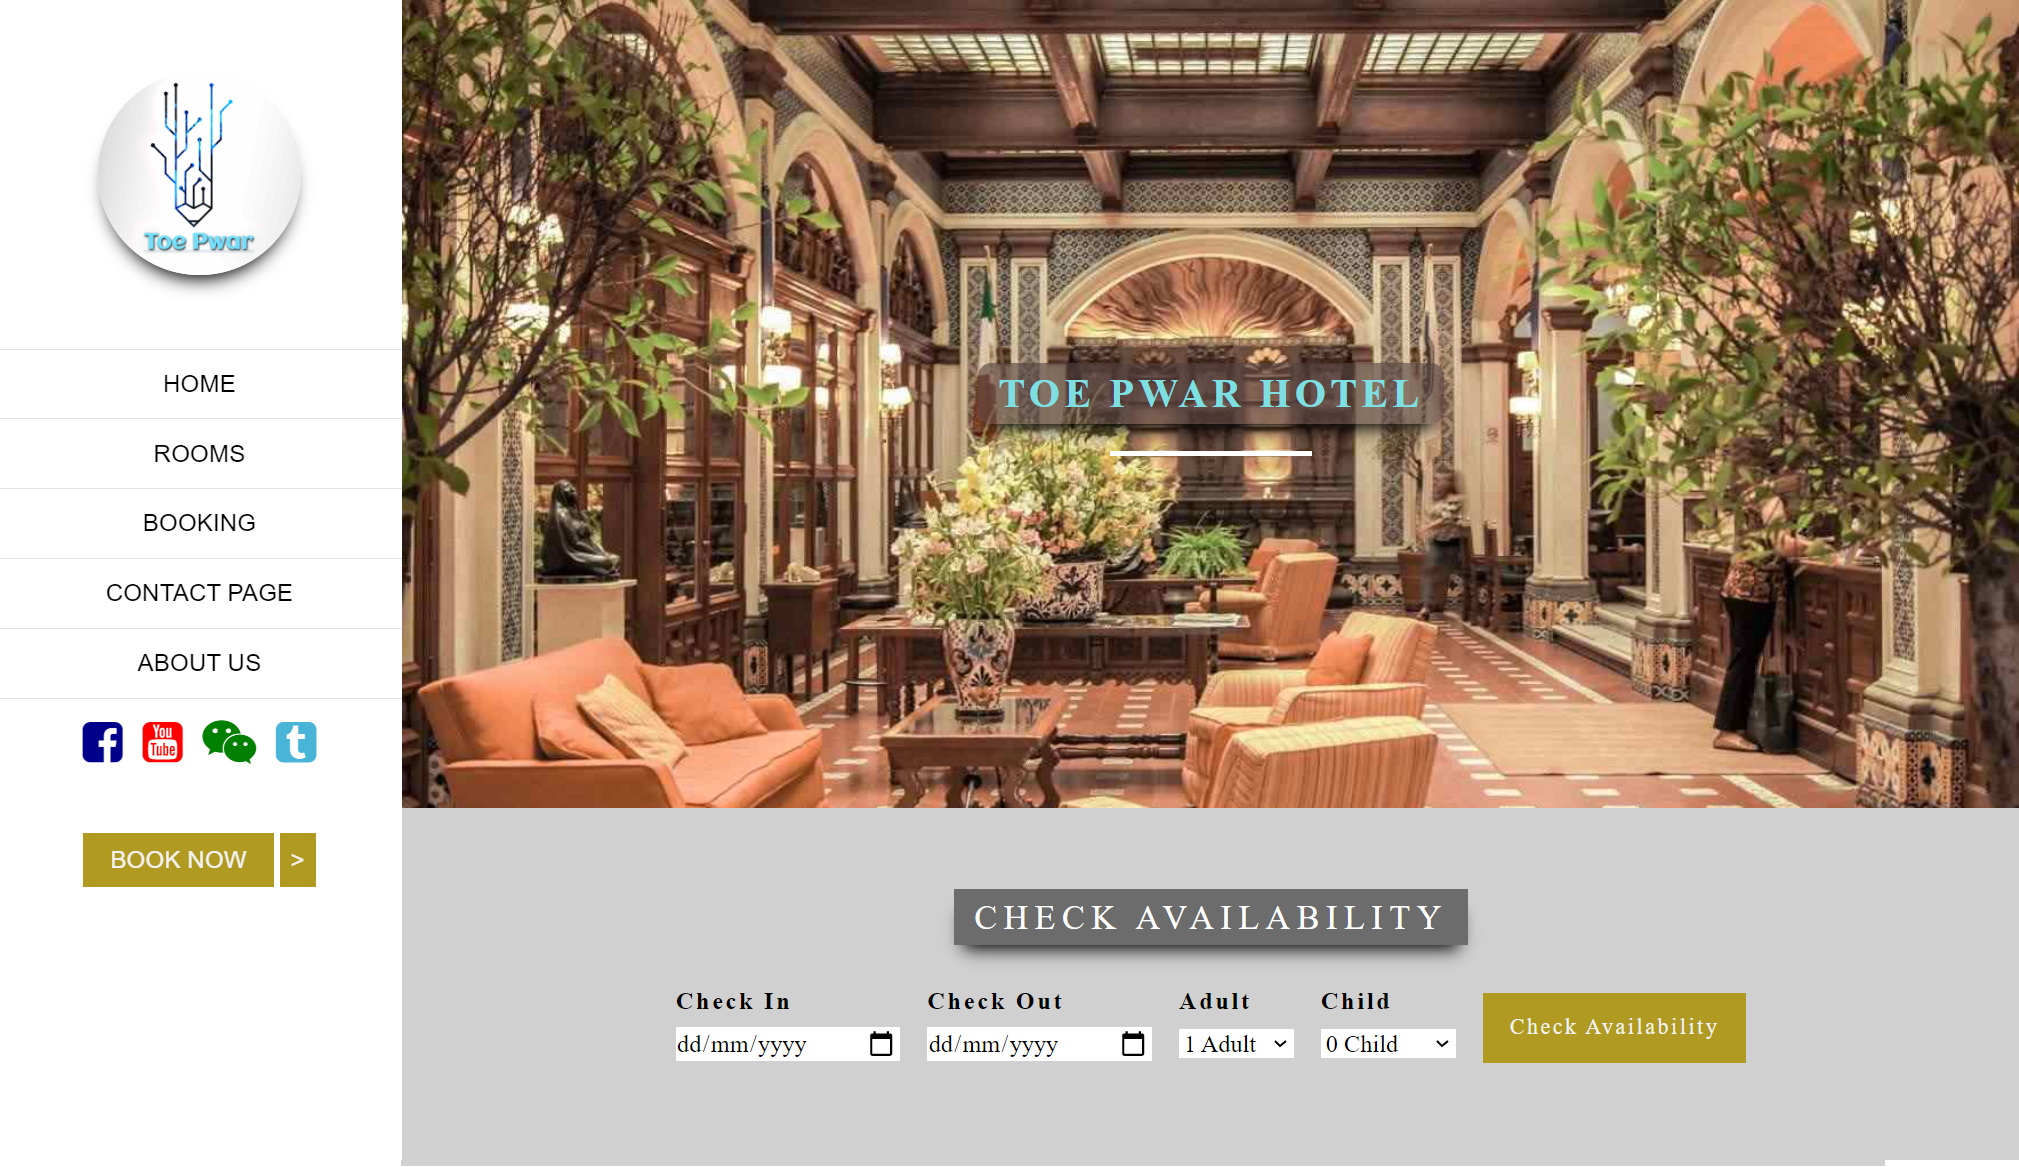 Toe Pwar
HOME
ROOMS
BOOKING
CONTACT PAGE
ABOUT US
f
You
Tube
t
BOOK NOW >
TOE PWAR HOTEL
CHECK AVAILABILITY
Check In
dd/mm/yyyy
Check Out
dd/mm/yyyy
Adult
1 Adult
Child
0 Child
Check Availability